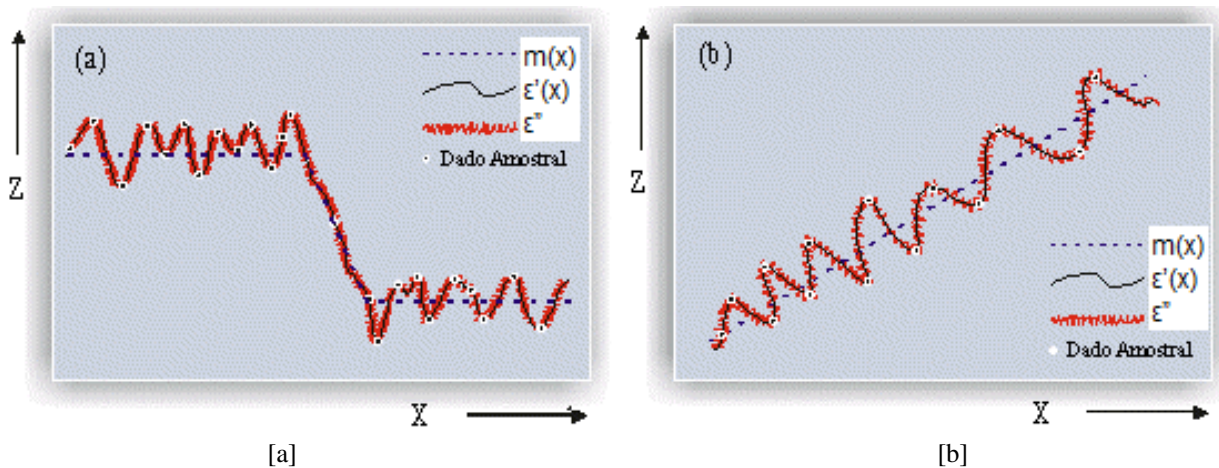 (a)
m(x)
ε'(x)
ε"
Dado Amostral
Z
X
[a]
(b)
m(x)
ε'(x)
ε"
Dado Amostral
Z
X
[b]